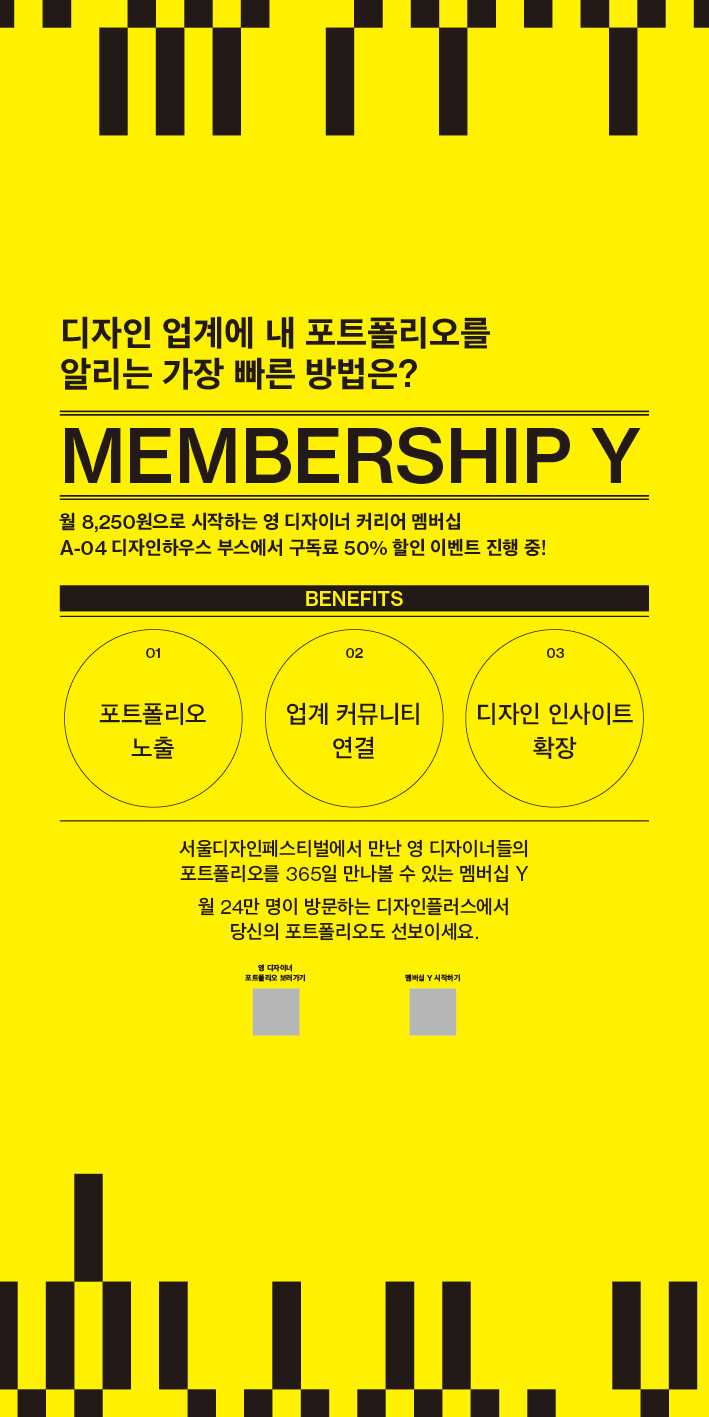 디자인 업계에 내 포트폴리오를
알리는 가장 빠른 방법은?
MEMBERSHIP Y
월 8,250원으로 시작하는 영 디자이너 커리어 멤버십
A-04 디자인하우스 부스에서 구독료 50% 할인 이벤트 진행 중!
BENEFITS
01
포트폴리오
노출
02
업계 커뮤니티
연결
03
디자인 인사이트
확장
서울디자인페스티벌에서 만난 영 디자이너들의
포트폴리오를 365일 만나볼 수 있는 멤버십 Y
월 24만 명이 방문하는 디자인플러스에서
당신의 포트폴리오도 선보이세요.
영 디자이너
포트폴리오 보러가기
멤버십 Y 시작하기